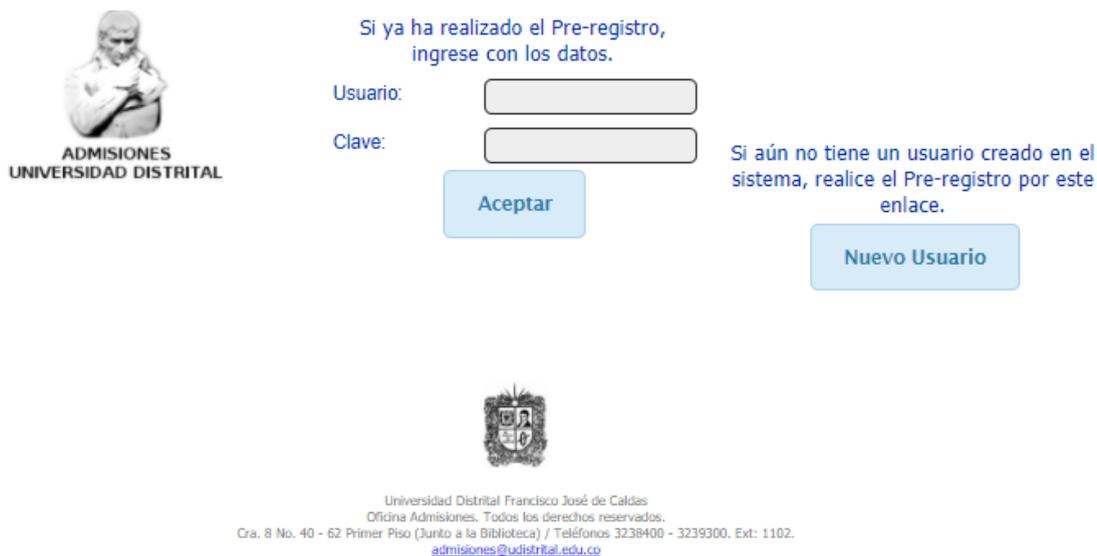 ADMISIONES
UNIVERSIDAD DISTRITAL
Si ya ha realizado el Pre-registro,
ingrese con los datos.
Usuario:
Clave:
Aceptar
Si aún no tiene un usuario creado en el
sistema, realice el Pre-registro por este
enlace.
Nuevo Usuario
Universidad Distrital Francisco José de Caldas
Oficina Admisiones. Todos los derechos reservados.
Cra. 8 No. 40 - 62 Primer Piso (Junto a la Biblioteca) / Teléfonos 3238400 - 3239300. Ext: 1102.
admisiones@udistrital.edu.co